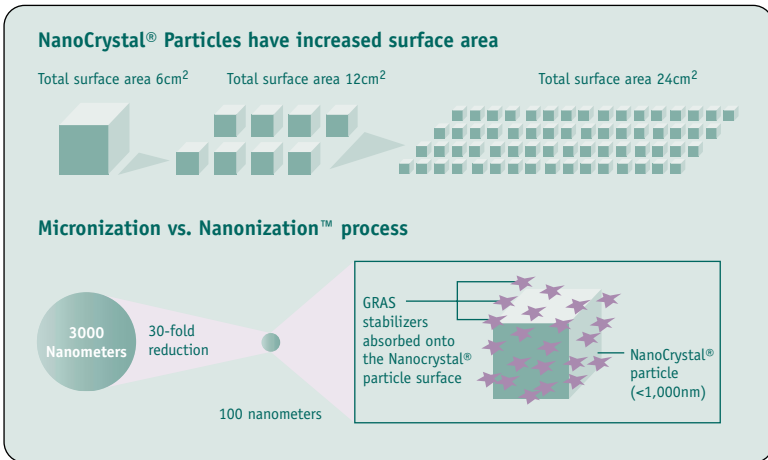 NanoCrystal® Particles have increased surface area
Total surface area 6cm²
Total surface area 12cm²
Total surface area 24cm²
Micronization vs. Nanonization™ process
3000
Nanometers
30-fold
reduction
100 nanometers
GRAS
stabilizers
absorbed onto
the Nanocrystal®
particle surface
NanoCrystal®
particle
(<1,000nm)